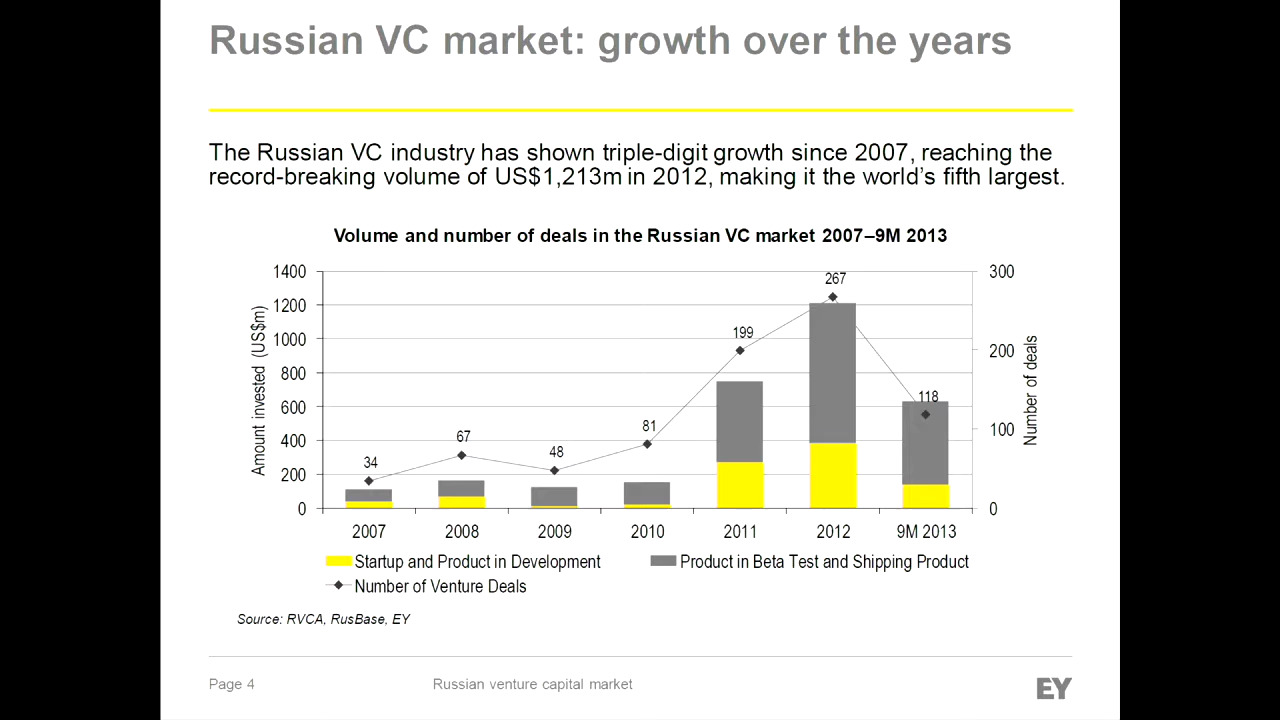 Russian VC market: growth over the years
The Russian VC industry has shown triple-digit growth since 2007, reaching the
record-breaking volume of US$1,213m in 2012, making it the world's fifth largest.
Volume and number of deals in the Russian VC market 2007–9M 2013
Amount invested (US$m)
1400
1200
1000
800
600
400
200
0
34
67
48
81
199
267
118
300
200
100
0
Number of deals
2007 2008 2009 2010 2011 2012 9M 2013
Startup and Product in Development Product in Beta Test and Shipping Product
Number of Venture Deals
Source: RVCA, RusBase, EY
Page 4 Russian venture capital market EY